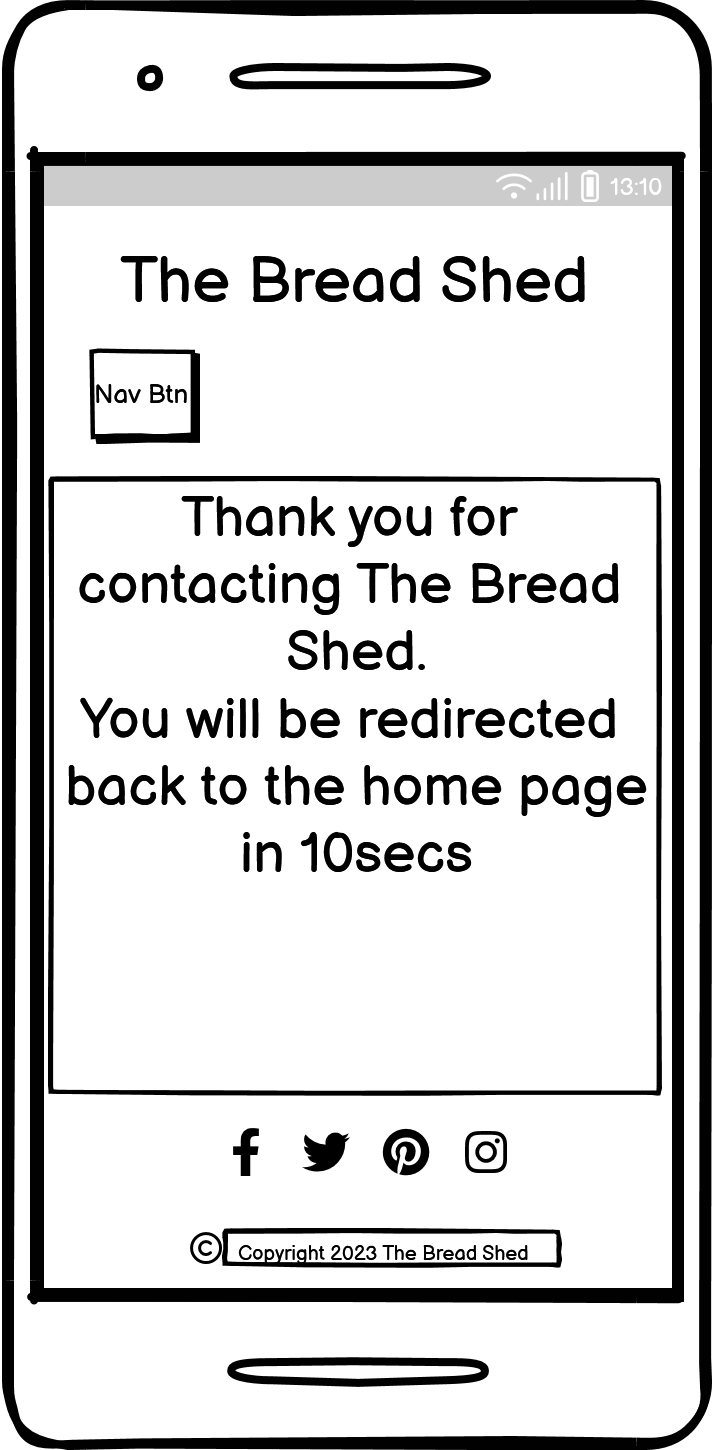 13:10
The Bread Shed
Nav Btn
Thank you for
contacting The Bread
Shed.
You will be redirected
back to the home page
in 10secs
© Copyright 2023 The Bread Shed